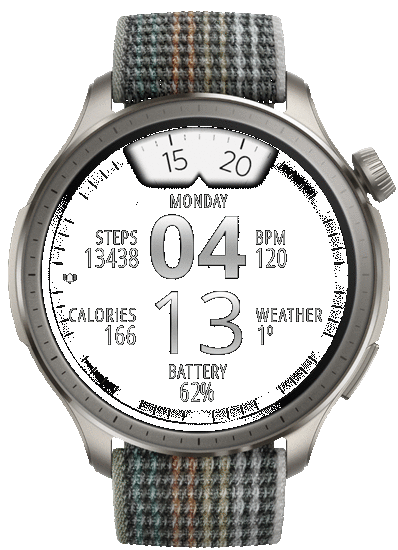 15 20
MONDAY
04
STEPS
13438
BPM
120
13
CALORIES
166
WEATHER
1°
BATTERY
62%